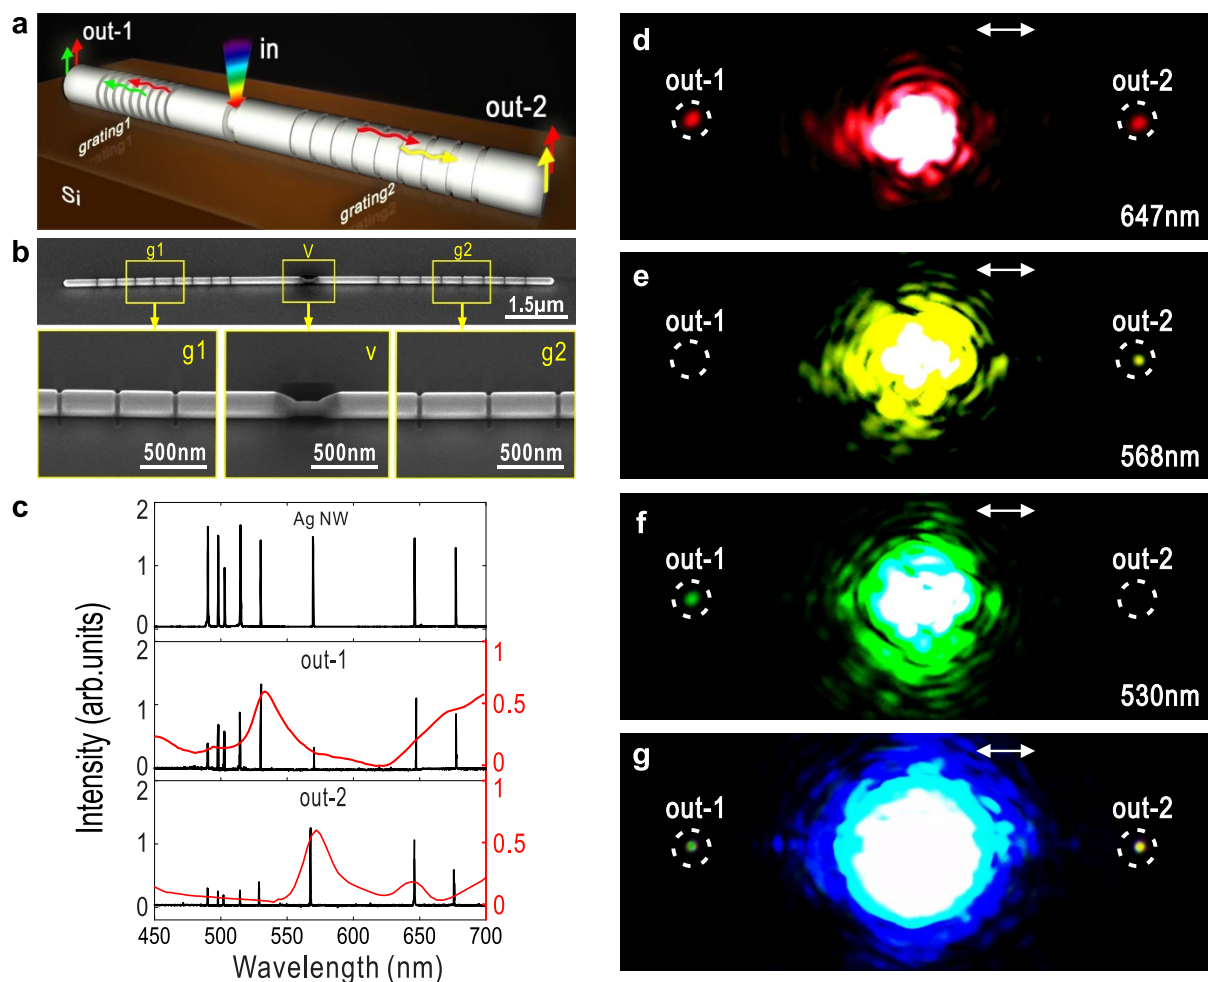 a
out-1
in
out-2
grating1
grating2
Si
b
g1
V
g2
1.5µm
g1
v
g2
500nm
500nm
500nm
c
Intensity (arb.units)
2
Ag NW
1
0
2
out-1
1
1
0.5
0
0
2
out-2
1
1
0.5
0
0
450 500 550 600 650 700
Wavelength (nm)
d
out-1
out-2
647nm
e
out-1
out-2
568nm
f
out-1
out-2
530nm
g
out-1
out-2